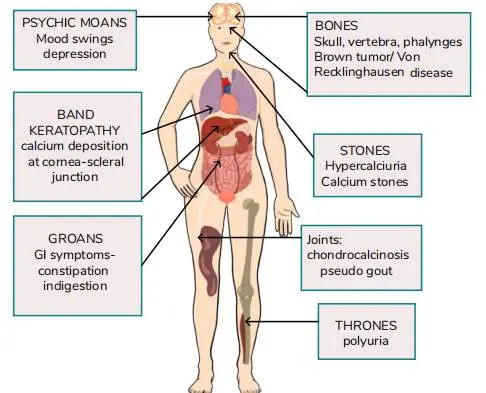 PSYCHIC MOANS
Mood swings
depression
BONES
Skull, vertebra, phalynges
Brown tumor/ Von
Recklinghausen disease
BAND
KERATOPATHY
calcium deposition
at cornea-scleral
junction
STONES
Hypercalciuria
Calcium stones
GROANS
GI symptoms-
constipation
indigestion
Joints:
chondrocalcinosis
pseudo gout
THRONES
polyuria